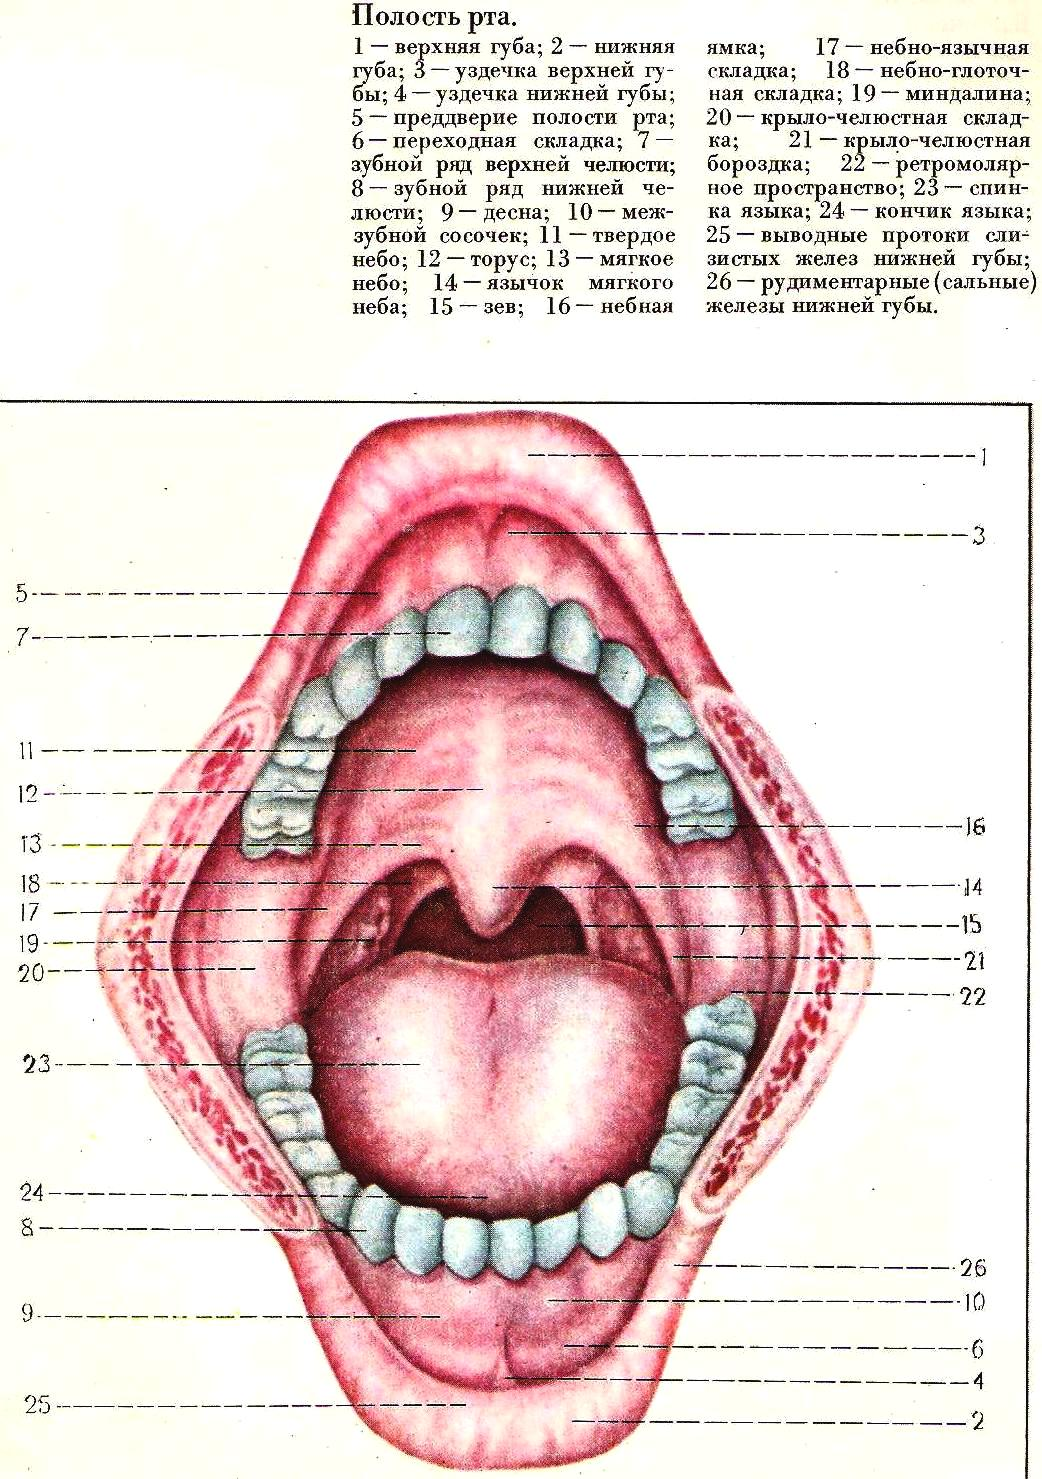 Полость рта.
1 — верхняя губа; 2 — нижняя
губа; 3 — уздечка верхней гу-
бы; 4 — уздечка нижней губы;
5 — преддверие полости рта;
6 — переходная складка; 7 —
зубной ряд верхней челюсти;
8 — зубной ряд нижней че-
люсти; 9 — десна; 10 — меж-
зубной сосочек; 11 — твердое
небо; 12 — торус; 13 — мягкое
небо; 14 — язычок мягкого
неба; 15 — зев; 16 — небная
ямка; 17 — небно-язычная
складка; 18 — небно-глоточ-
ная складка; 19 — миндалина;
20 — крыло-челюстная склад-
ка; 21 — крыло-челюстная
бороздка; 22 — ретромоляр-
ное пространство; 23 — спин-
ка языка; 24 — кончик языка;
25 — выводные протоки сли-
зистых желез нижней губы;
26 — рудиментарные (сальные)
железы нижней губы.
1
3
5
7
11
12
16
13
18
14
17
15
19
21
20
22
23
24
8
26
10
9
6
4
25
2